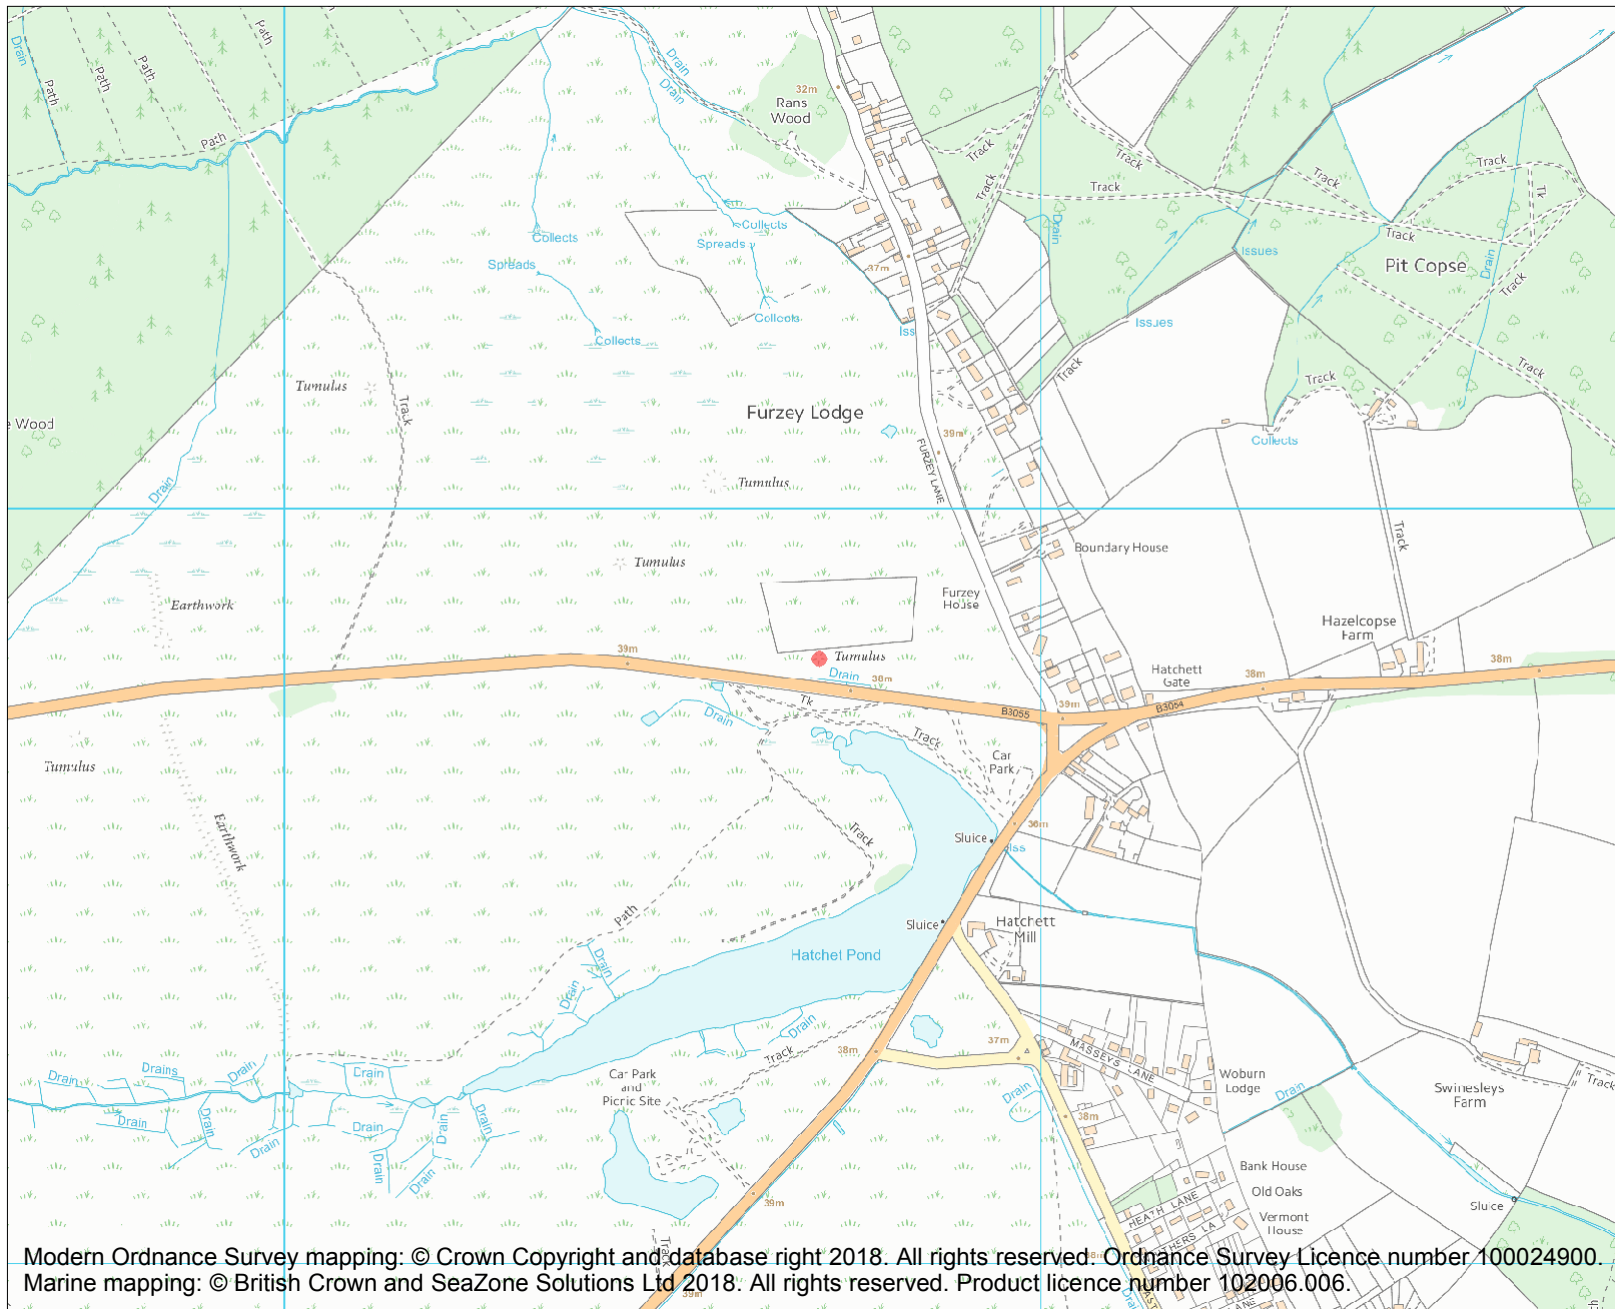 Drain
Path
Path
Path
Path
Path
Drain
Drain
32m
Rans
Wood
Track
Track
Track
Track
Track
Track
Tk
Track
Drain
Track
Drain
Pit Copse
Issues
Issues
Collects
Spreads
Collects
Spreads
Collects
Collects
37m
Iss
Tumulus
Track
e Wood
Furzey Lodge
39m
FURZEY LANE
Track
Track
Track
Collects
Drain
Tumulus
Tumulus
Earthwork
Boundary House
Furzey
House
Track
Hazelcopse
Farm
Hatchett
Gate
39m
Tumulus
Drain
38m
38m
38m
39m
B3055
B3054
Tk
Drain
Track
Car
Park
Tumulus
Earthwork
Track
Sluice
36m
Iss
Path
Sluice
Hatchett
Mill
Hatchet Pond
Drain
Drain
Drain
Track
38m
37m
MASSEYS LANE
Drain
Drains
Drain
Drain
Car Park
and
Picnic Site
Woburn
Lodge
Drain
Drain
Swinesleys
Farm
Track
Drain
Drain
Drain
Drain
Drain
Drain
Drain
Drain
38m
Bank House
Old Oaks
Vermont
House
HEATH LANE
Sluice
39m
Track
Modern Ordnance Survey mapping: © Crown Copyright and database right 2018. All rights reserved. Ordnance Survey Licence number 100024900.
Marine mapping: © British Crown and SeaZone Solutions Ltd 2018. All rights reserved. Product licence number 102006.006.
39m